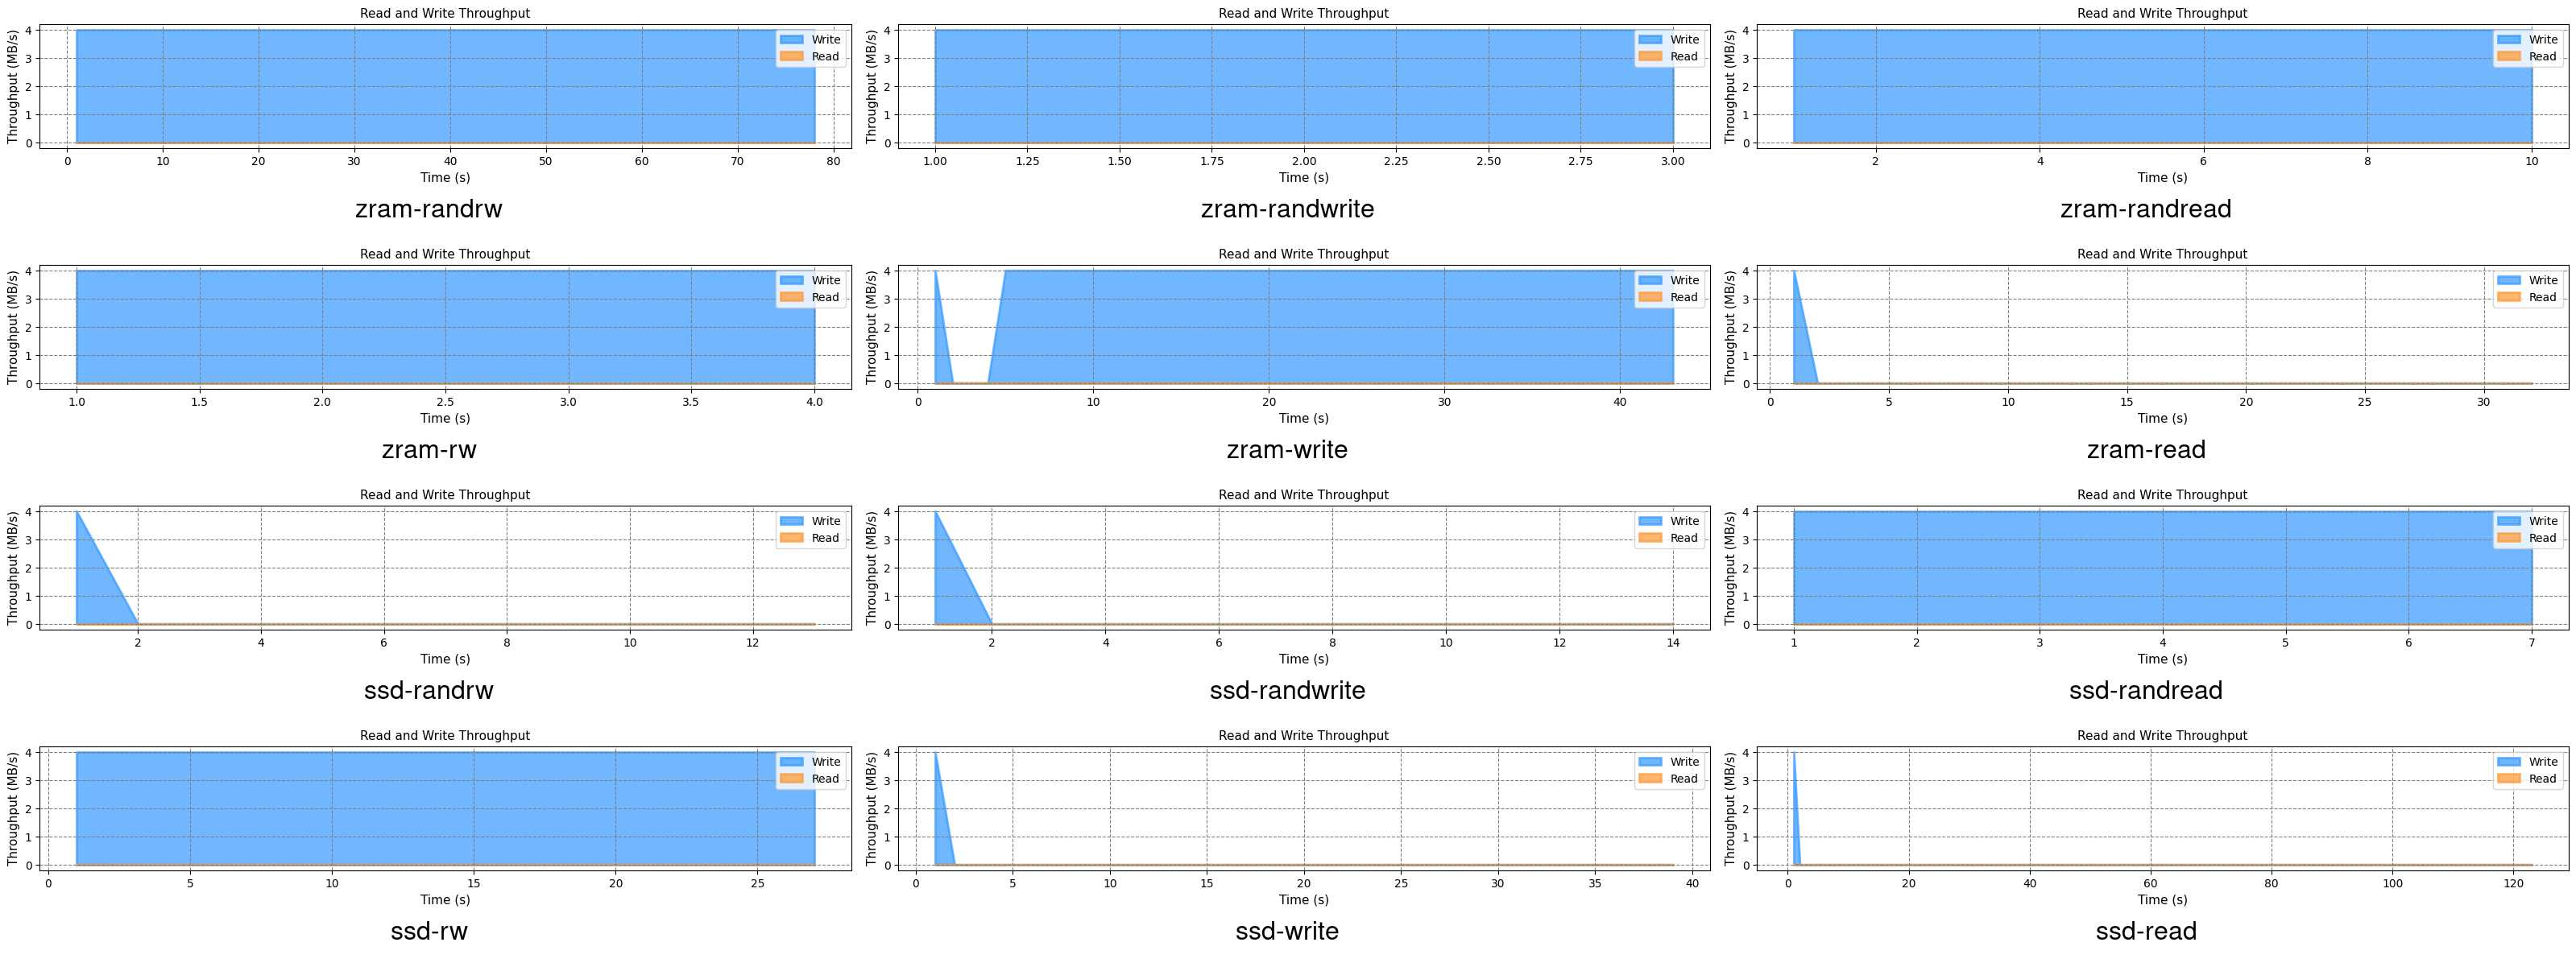 Read and Write Throughput
Throughput (MB/s)
4
3
2
1
0
Write
Read
0 10 20 30 40 50 60 70 80
Time (s)
zram-randrw
Read and Write Throughput
Throughput (MB/s)
4
3
2
1
0
Write
Read
1.00 1.25 1.50 1.75 2.00 2.25 2.50 2.75 3.00
Time (s)
zram-randwrite
Read and Write Throughput
Throughput (MB/s)
4
3
2
1
0
Write
Read
2 4 6 8 10
Time (s)
zram-randread
Read and Write Throughput
Throughput (MB/s)
4
3
2
1
0
Write
Read
1.0 1.5 2.0 2.5 3.0 3.5 4.0
Time (s)
zram-rw
Read and Write Throughput
Throughput (MB/s)
4
3
2
1
0
Write
Read
0 10 20 30 40
Time (s)
zram-write
Read and Write Throughput
Throughput (MB/s)
4
3
2
1
0
Write
Read
0 5 10 15 20 25 30
Time (s)
zram-read
Read and Write Throughput
Throughput (MB/s)
4
3
2
1
0
Write
Read
2 4 6 8 10 12
Time (s)
ssd-randrw
Read and Write Throughput
Throughput (MB/s)
4
3
2
1
0
Write
Read
2 4 6 8 10 12 14
Time (s)
ssd-randwrite
Read and Write Throughput
Throughput (MB/s)
4
3
2
1
0
Write
Read
1 2 3 4 5 6 7
Time (s)
ssd-randread
Read and Write Throughput
Throughput (MB/s)
4
3
2
1
0
Write
Read
0 5 10 15 20 25
Time (s)
ssd-rw
Read and Write Throughput
Throughput (MB/s)
4
3
2
1
0
Write
Read
0 5 10 15 20 25 30 35 40
Time (s)
ssd-write
Read and Write Throughput
Throughput (MB/s)
4
3
2
1
0
Write
Read
0 20 40 60 80 100 120
Time (s)
ssd-read